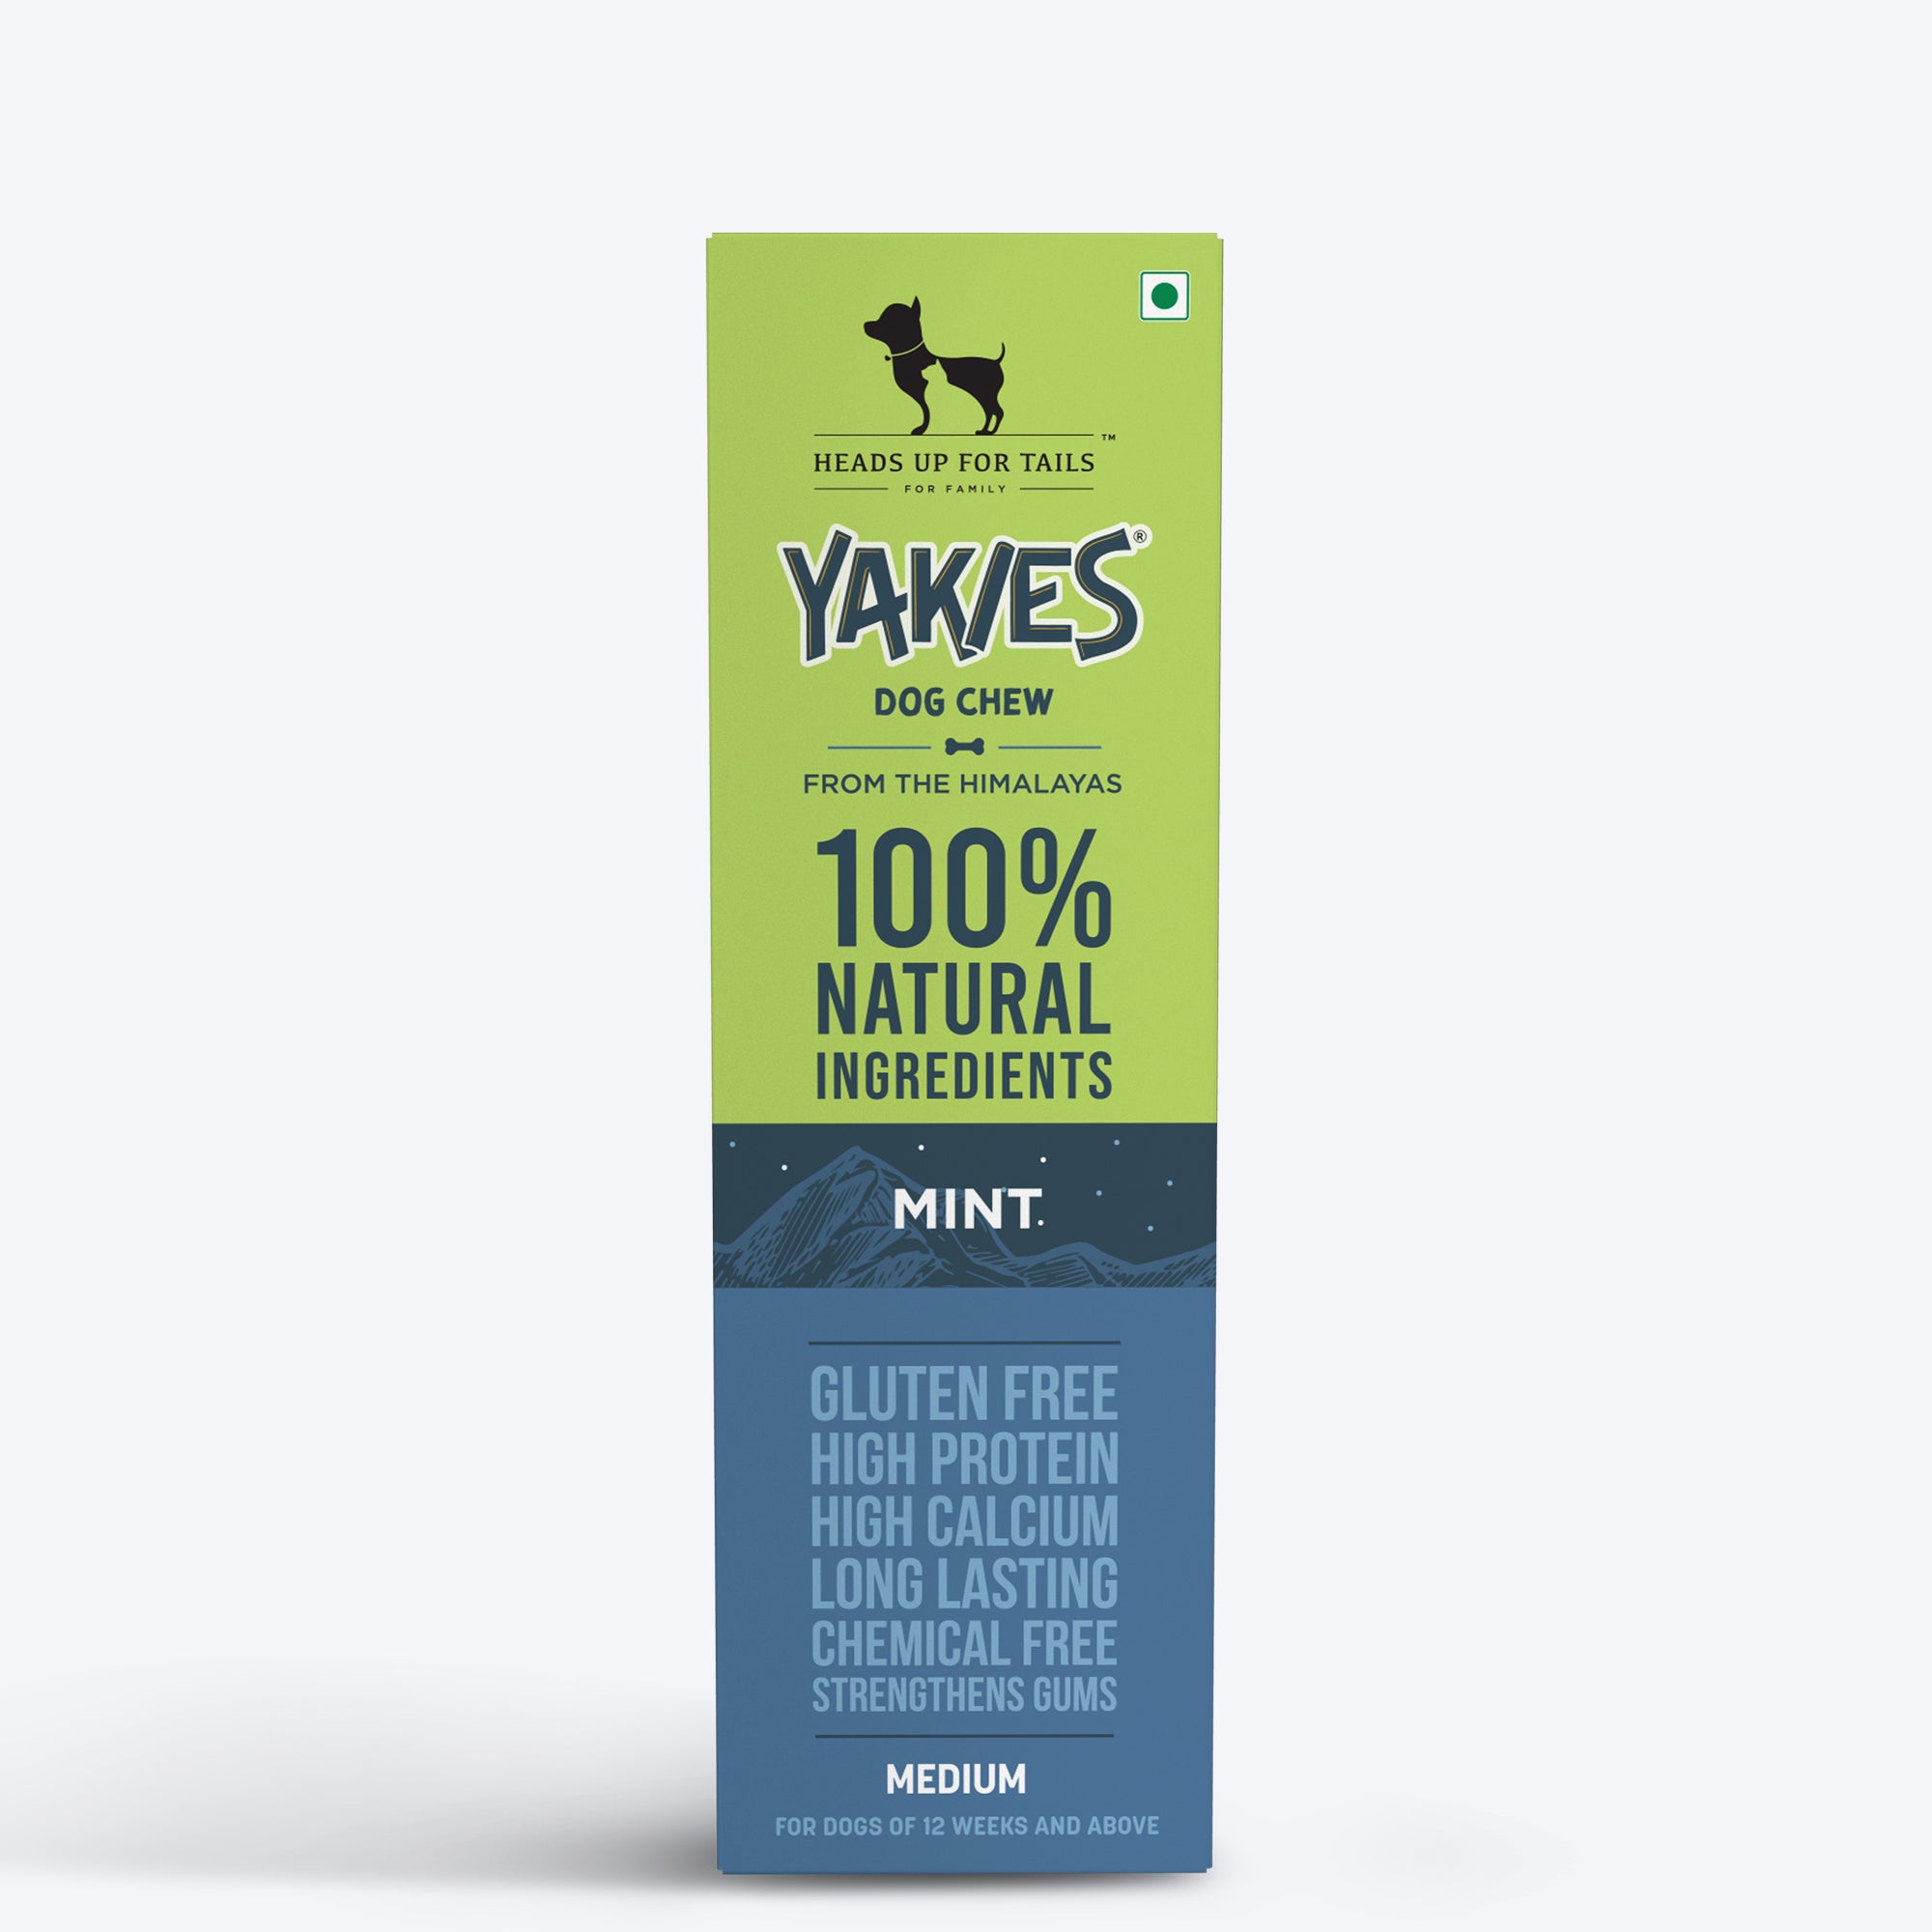 ™
HEADS UP FOR TAILS
FOR FAMILY
YAKIES®
DOG CHEW
FROM THE HIMALAYAS
100%
NATURAL
INGREDIENTS
MINT
GLUTEN FREE
HIGH PROTEIN
HIGH CALCIUM
LONG LASTING
CHEMICAL FREE
STRENGTHENS GUMS
MEDIUM
FOR DOGS OF 12 WEEKS AND ABOVE